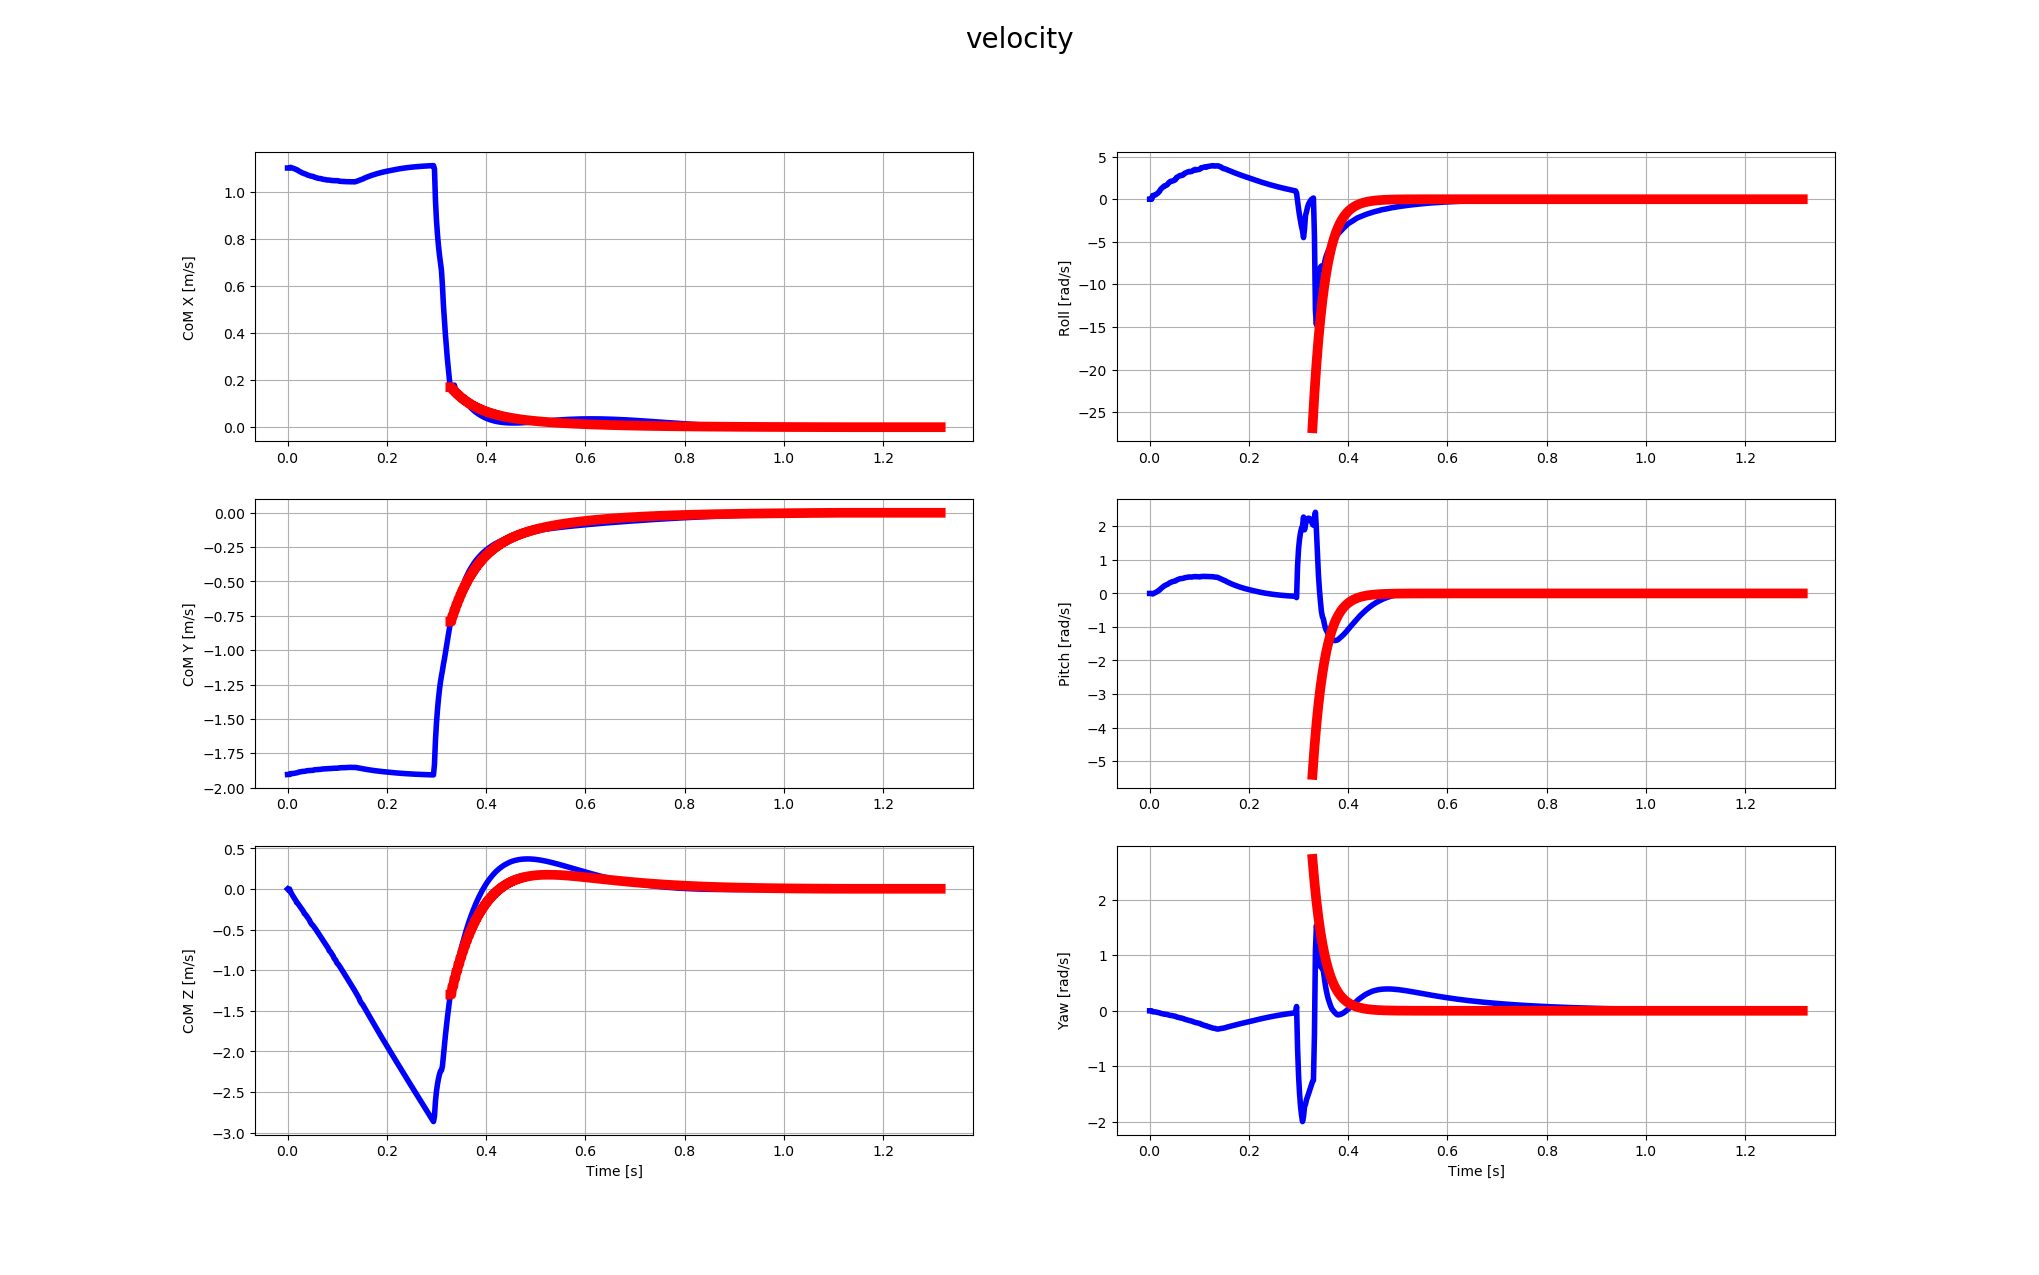 velocity
CoM X [m/s]
1.0
0.8
0.6
0.4
0.2
0.0
0.0 0.2 0.4 0.6 0.8 1.0 1.2
Roll [rad/s]
5
0
−5
−10
−15
−20
−25
0.0 0.2 0.4 0.6 0.8 1.0 1.2
CoM Y [m/s]
0.00
−0.25
−0.50
−0.75
−1.00
−1.25
−1.50
−1.75
−2.00
0.0 0.2 0.4 0.6 0.8 1.0 1.2
Pitch [rad/s]
2
1
0
−1
−2
−3
−4
−5
0.0 0.2 0.4 0.6 0.8 1.0 1.2
CoM Z [m/s]
0.5
0.0
−0.5
−1.0
−1.5
−2.0
−2.5
−3.0
0.0 0.2 0.4 0.6 0.8 1.0 1.2
Time [s]
Yaw [rad/s]
2
1
0
−1
−2
0.0 0.2 0.4 0.6 0.8 1.0 1.2
Time [s]